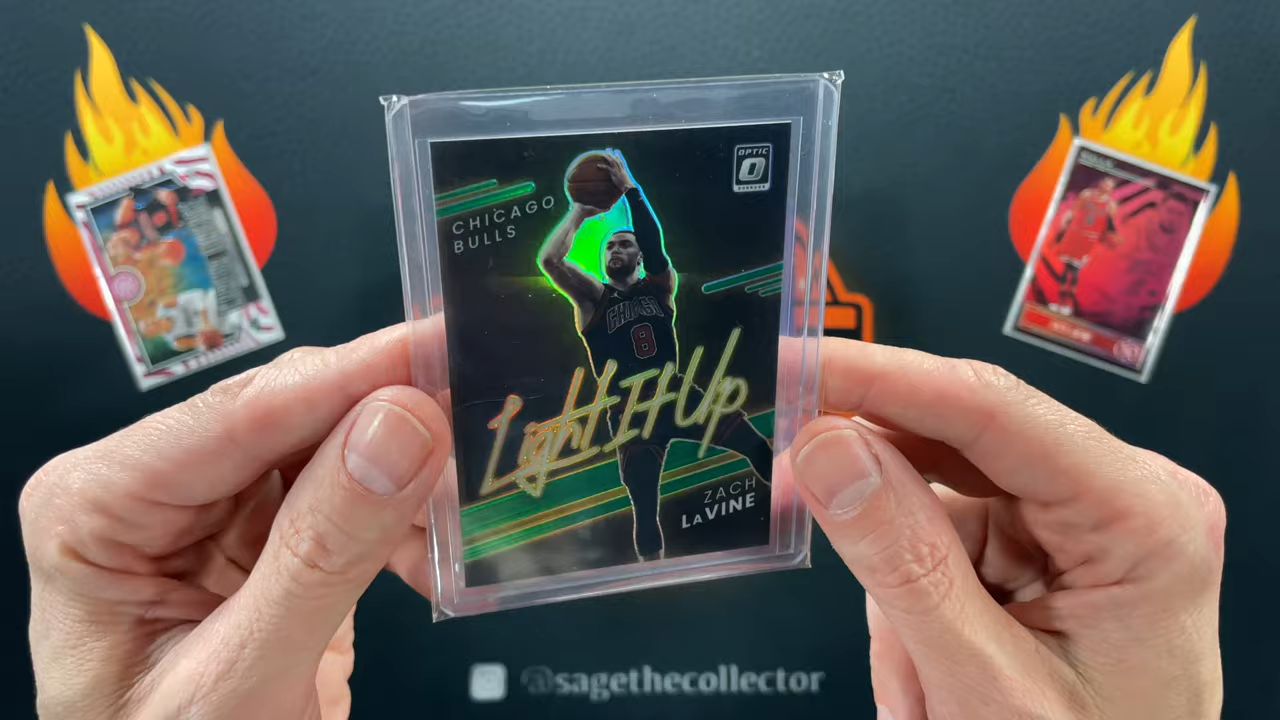 OPTIC
CHICAGO
BULLS
CHICAGO
8
Light It Up
ZACH
LAVINE
@sagethecollector